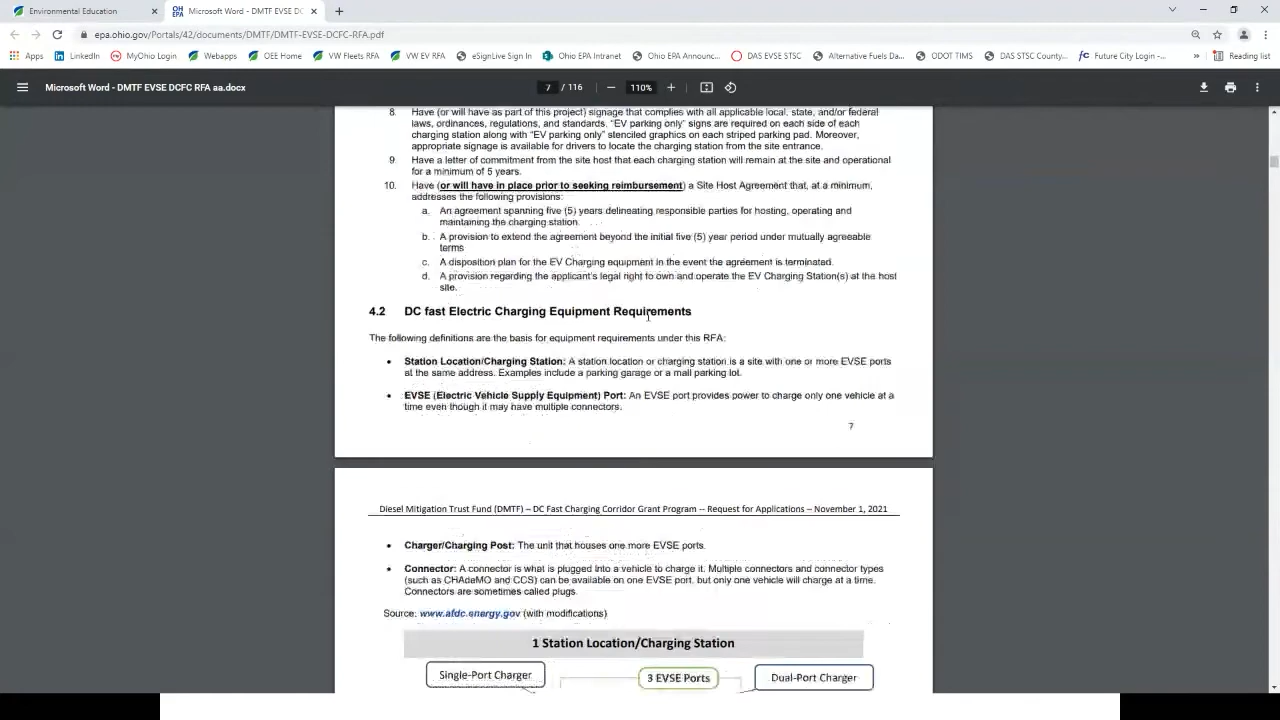 Environmental Education
OH EPA
Microsoft Word - DMTF EVSE DC
epa.ohio.gov/Portals/42/documents/DMTF/DMTF-EVSE-DCFC-RFA.pdf
Apps
LinkedIn
MyOhio Login
Webapps
OEE Home
VW Fleets RFA
VW EV RFA
eSignLive Sign In
Ohio EPA Intranet
Ohio EPA Announc...
DAS EVSE STSC
Alternative Fuels Da...
ODOT TIMS
DAS STSC County...
Future City Login -...
»
Reading list
Microsoft Word - DMTF EVSE DCFC RFA aa.docx
7 / 116
110%
8. Have (or will have as part of this project) signage that complies with all applicable local, state, and/or federal
laws, ordinances, regulations, and standards. “EV parking only” signs are required on each side of each
charging station along with “EV parking only” stenciled graphics on each striped parking pad. Moreover,
appropriate signage is available for drivers to locate the charging station from the site entrance.
9. Have a letter of commitment from the site host that each charging station will remain at the site and operational
for a minimum of 5 years.
10. Have (or will have in place prior to seeking reimbursement) a Site Host Agreement that, at a minimum,
addresses the following provisions:
a. An agreement spanning five (5) years delineating responsible parties for hosting, operating and
maintaining the charging station.
b. A provision to extend the agreement beyond the initial five (5) year period under mutually agreeable
terms
c. A disposition plan for the EV Charging equipment in the event the agreement is terminated.
d. A provision regarding the applicant's legal right to own and operate the EV Charging Station(s) at the host
site.
4.2 DC fast Electric Charging Equipment Requirements
The following definitions are the basis for equipment requirements under this RFA:
• Station Location/Charging Station: A station location or charging station is a site with one or more EVSE ports
at the same address. Examples include a parking garage or a mall parking lot.
• EVSE (Electric Vehicle Supply Equipment) Port: An EVSE port provides power to charge only one vehicle at a
time even though it may have multiple connectors.
7
Diesel Mitigation Trust Fund (DMTF) – DC Fast Charging Corridor Grant Program -- Request for Applications – November 1, 2021
• Charger/Charging Post: The unit that houses one more EVSE ports.
• Connector: A connector is what is plugged into a vehicle to charge it. Multiple connectors and connector types
(such as CHAdeMO and CCS) can be available on one EVSE port, but only one vehicle will charge at a time.
Connectors are sometimes called plugs.
Source: www.afdc.energy.gov (with modifications)
1 Station Location/Charging Station
Single-Port Charger
3 EVSE Ports
Dual-Port Charger